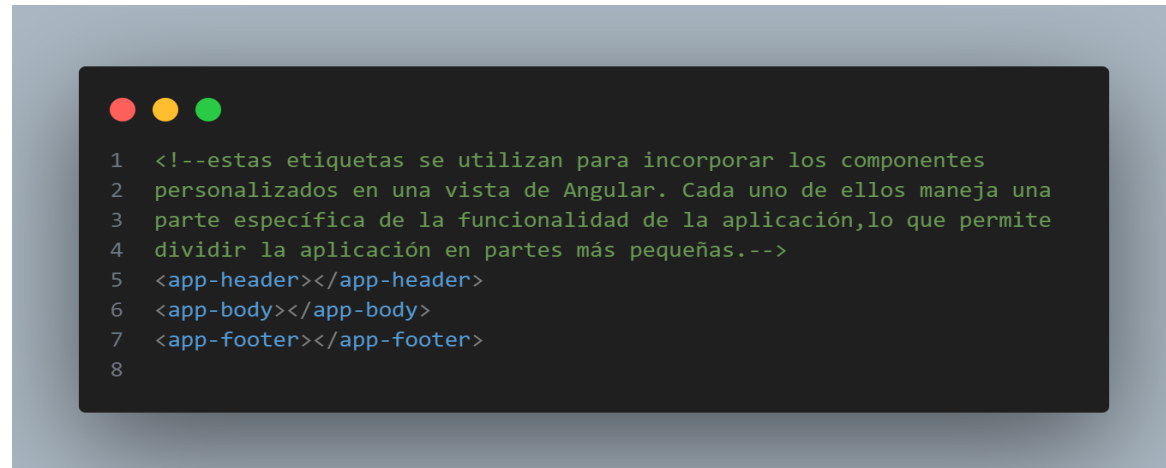 1 <!--estas etiquetas se utilizan para incorporar los componentes
2 personalizados en una vista de Angular. Cada uno de ellos maneja una
3 parte específica de la funcionalidad de la aplicación,lo que permite
4 dividir la aplicación en partes más pequeñas.-->
5 <app-header></app-header>
6 <app-body></app-body>
7 <app-footer></app-footer>
8